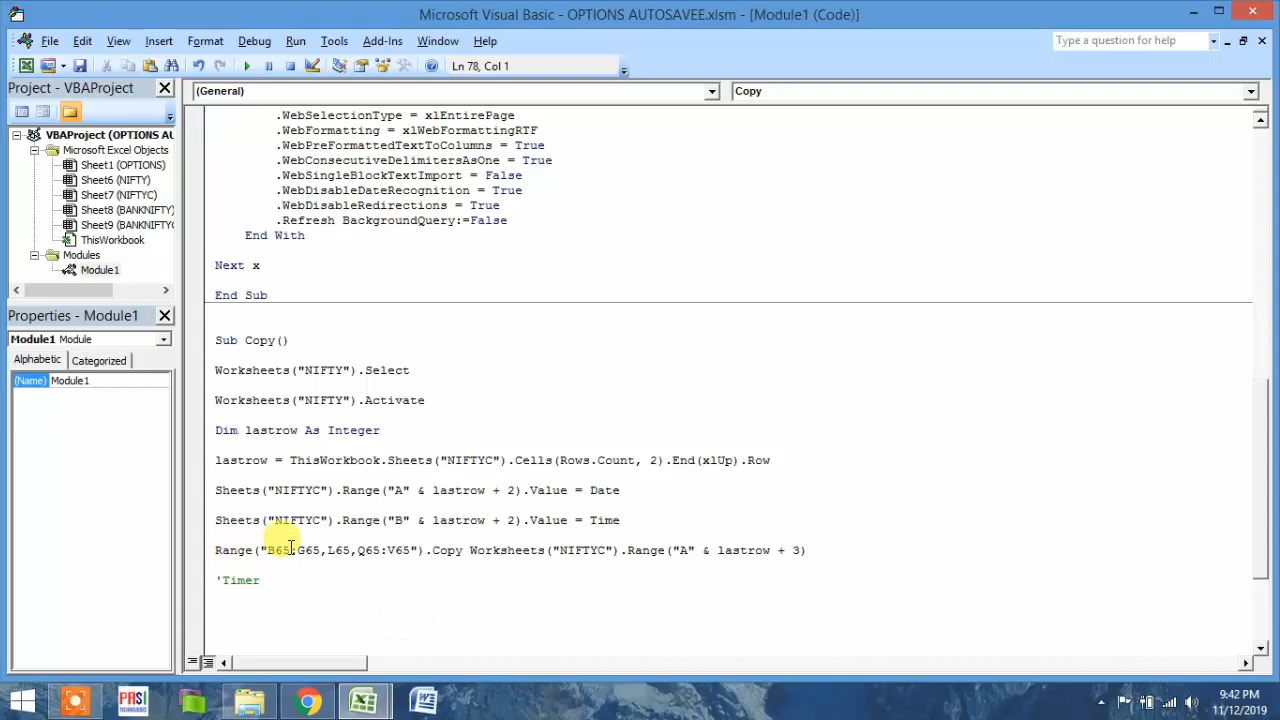 Microsoft Visual Basic - OPTIONS AUTOSAVEE.xlsm - [Module1 (Code)]
File Edit View Insert Format Debug Run Tools Add-Ins Window Help
Type a question for help
Ln 78, Col 1
Project - VBAProject
(General)
Copy
VBAProject (OPTIONS AU
Microsoft Excel Objects
Sheet1 (OPTIONS)
Sheet6 (NIFTY)
Sheet7 (NIFTYC)
Sheet8 (BANKNIFTY)
Sheet9 (BANKNIFTYC
ThisWorkbook
Modules
Module1
Properties - Module1
Module1 Module
Alphabetic Categorized
(Name) Module1
.WebSelectionType = xlEntirePage
.WebFormatting = xlWebFormattingRTF
.WebPreFormattedTextToColumns = True
.WebConsecutiveDelimitersAsOne = True
.WebSingleBlockTextImport = False
.WebDisableDateRecognition = True
.WebDisableRedirections = True
.Refresh BackgroundQuery:=False
End With
Next x
End Sub
Sub Copy()
Worksheets("NIFTY").Select
Worksheets("NIFTY").Activate
Dim lastrow As Integer
lastrow = ThisWorkbook.Sheets("NIFTYC").Cells(Rows.Count, 2).End(xlUp).Row
Sheets("NIFTYC").Range("A" & lastrow + 2).Value = Date
Sheets("NIFTYC").Range("B" & lastrow + 2).Value = Time
Range("B65:G65,L65,Q65:V65").Copy Worksheets("NIFTYC").Range("A" & lastrow + 3)
'Timer
PASI
TECHNOLOGIES
9:42 PM
11/12/2019